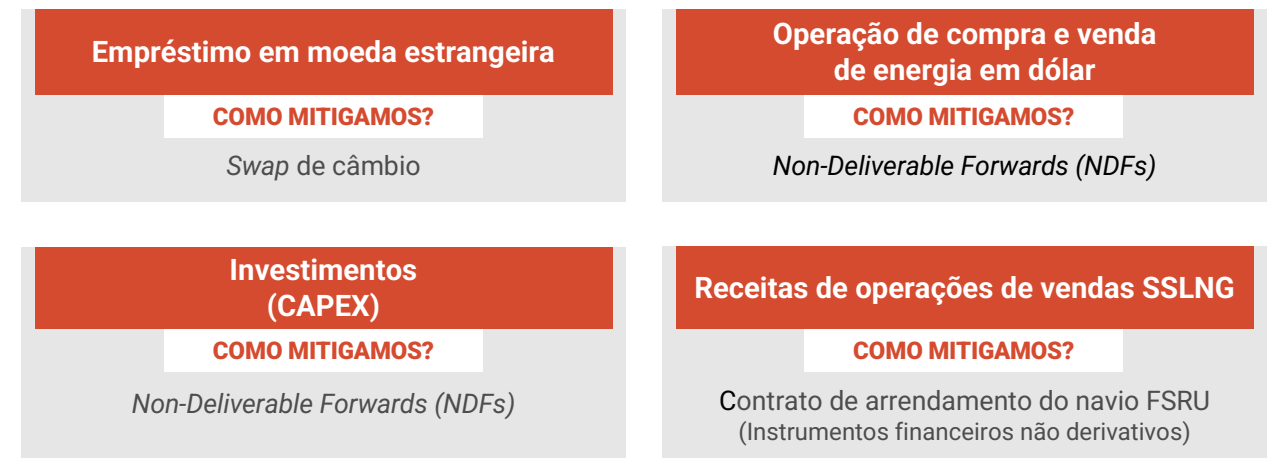 Empréstimo em moeda estrangeira
COMO MITIGAMOS?
Swap de câmbio
Operação de compra e venda
de energia em dólar
COMO MITIGAMOS?
Non-Deliverable Forwards (NDFs)
Investimentos
(CAPEX)
COMO MITIGAMOS?
Non-Deliverable Forwards (NDFs)
Receitas de operações de vendas SSLNG
COMO MITIGAMOS?
Contrato de arrendamento do navio FSRU
(Instrumentos financeiros não derivativos)